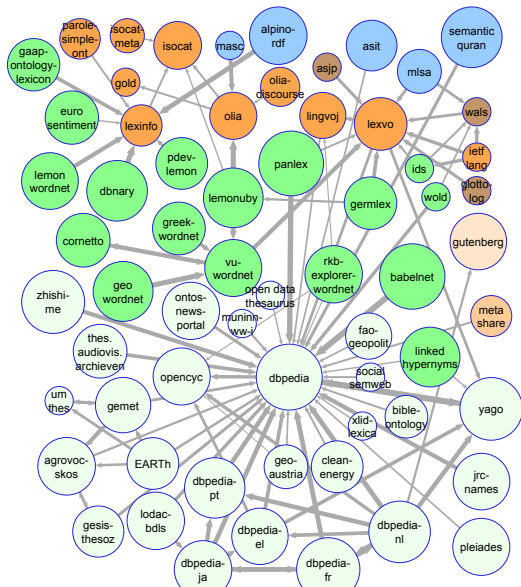 parole-
simple-
ont
isocat-
meta
isocat
masc
alpino-
rdf
asit
semantic
quran
gaap-
ontology-
lexicon
gold
olia-
discourse
asjp
mlsa
euro
sentiment
lexinfo
olia
lingvoj
lexvo
wals
lemon
wordnet
dbnary
pdev-
lemon
panlex
ids
ietf
lang
lemonuby
germlex
wold
glotto-
log
greek-
wordnet
cornetto
vu-
wordnet
rkb-
explorer-
wordnet
gutenberg
geo
wordnet
open data
thesaurus
babelnet
zhishi-
me
ontos-
news-
portal
muninn-
ww-i
meta
share
thes.
audiovis.
archieven
fao-
geopolit
linked
hypernyms
opencyc
dbpedia
social
semweb
um
thes
gemet
xlid-
lexica
bible-
ontology
yago
agrovoc-
skos
EARTh
dbpedia-
pt
geo-
austria
clean-
energy
jrc-
names
gesis-
thesoz
lodac-
bdls
dbpedia-
el
dbpedia-
nl
pleiades
dbpedia-
ja
dbpedia-
fr